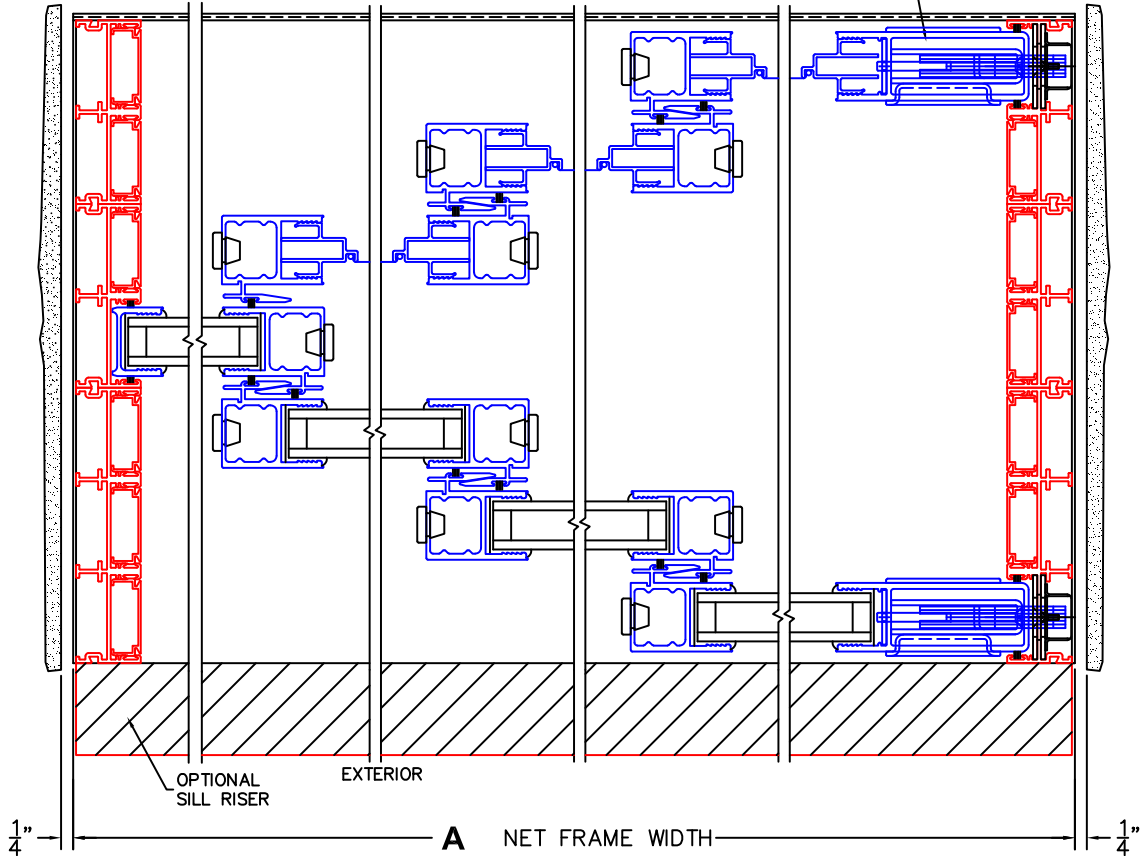 OPTIONAL
SILL RISER
EXTERIOR
1/4" A NET FRAME WIDTH 1/4"